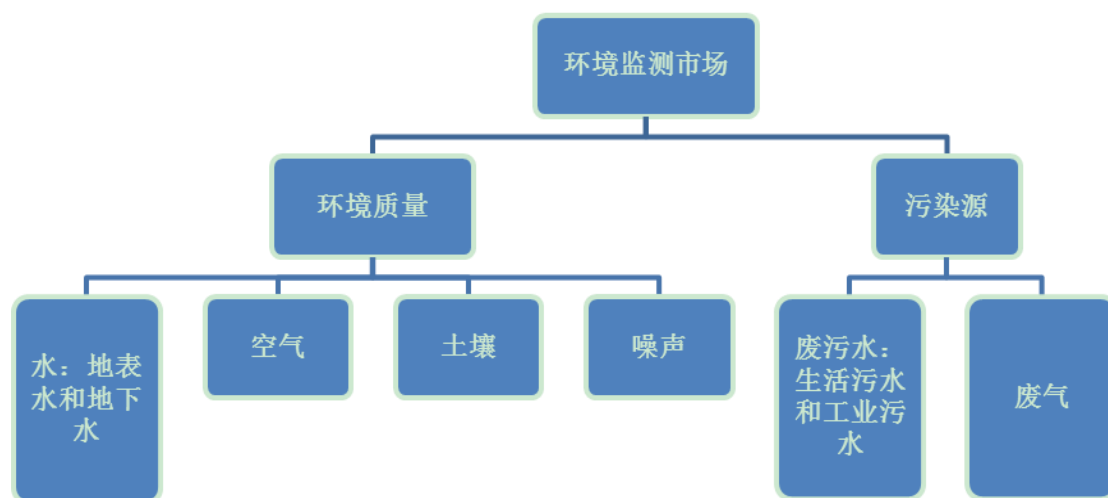 环境监测市场
环境质量
污染源
水：地表
水和地下
水
空气
土壤
噪声
废污水：
生活污水
和工业污
水
废气